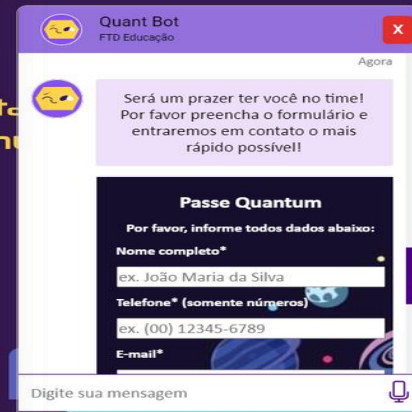 Quant Bot
FTD Educação
Agora
Será um prazer ter você no time!
Por favor preencha o formulário e
entraremos em contato o mais
rápido possível!
Passe Quantum
Por favor, informe todos dados abaixo:
Nome completo*
ex. João Maria da Silva
Telefone* (somente números)
ex. (00) 12345-6789
E-mail*
Digite sua mensagem